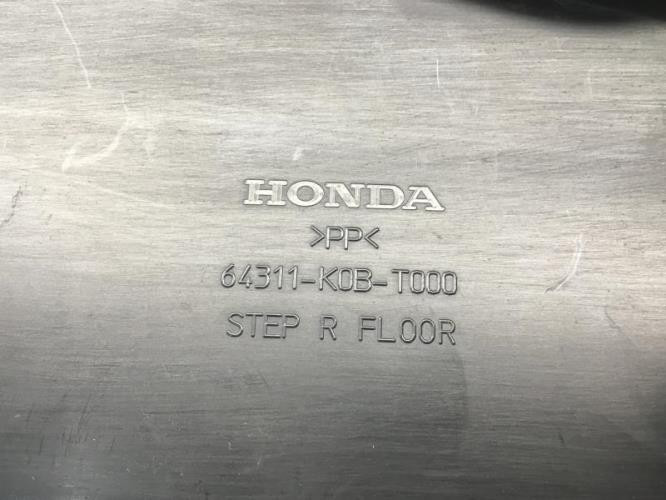 HONDA
>PP<
64311-K0B-T000
STEP R FLOOR